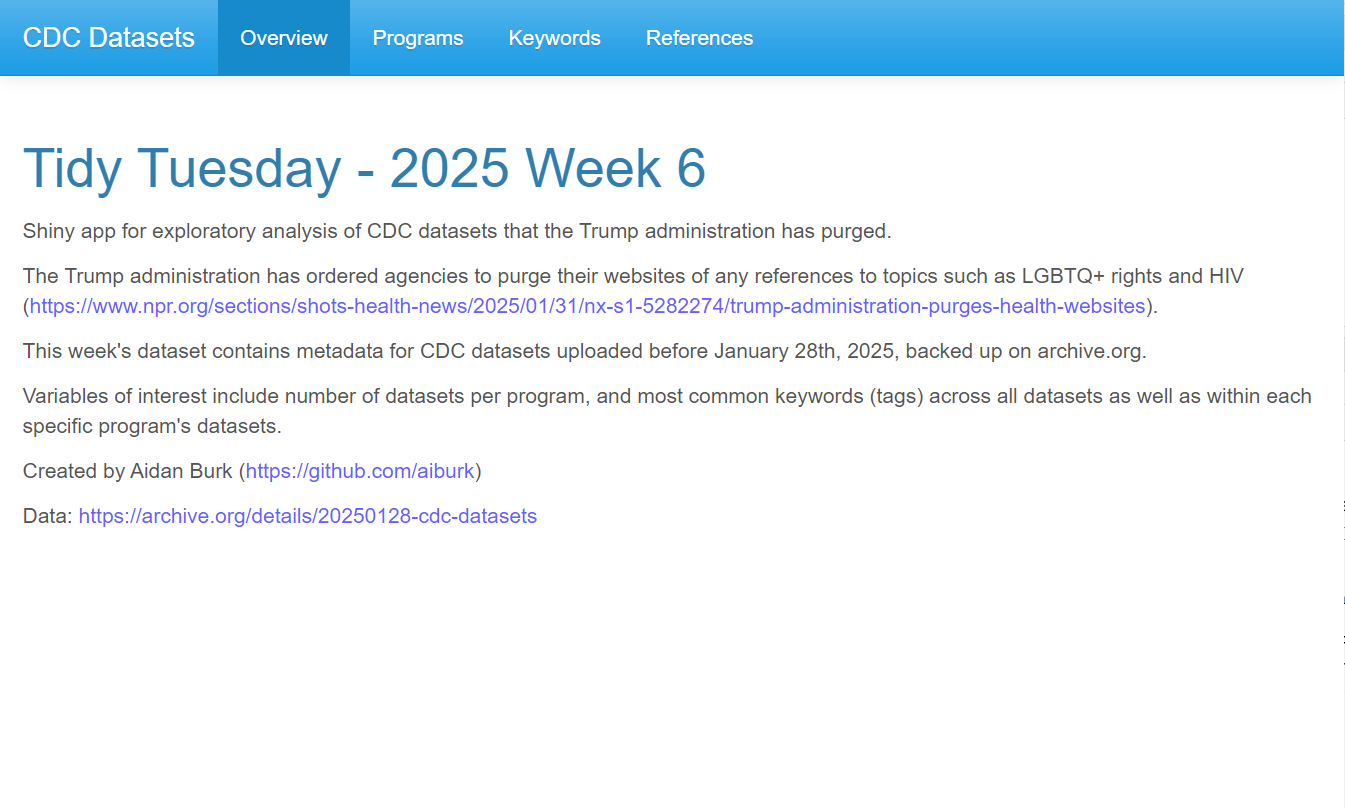 CDC Datasets Overview Programs Keywords References
Tidy Tuesday - 2025 Week 6
Shiny app for exploratory analysis of CDC datasets that the Trump administration has purged.
The Trump administration has ordered agencies to purge their websites of any references to topics such as LGBTQ+ rights and HIV
(https://www.npr.org/sections/shots-health-news/2025/01/31/nx-s1-5282274/trump-administration-purges-health-websites).
This week's dataset contains metadata for CDC datasets uploaded before January 28th, 2025, backed up on archive.org.
Variables of interest include number of datasets per program, and most common keywords (tags) across all datasets as well as within each
specific program's datasets.
Created by Aidan Burk (https://github.com/aiburk)
Data: https://archive.org/details/20250128-cdc-datasets